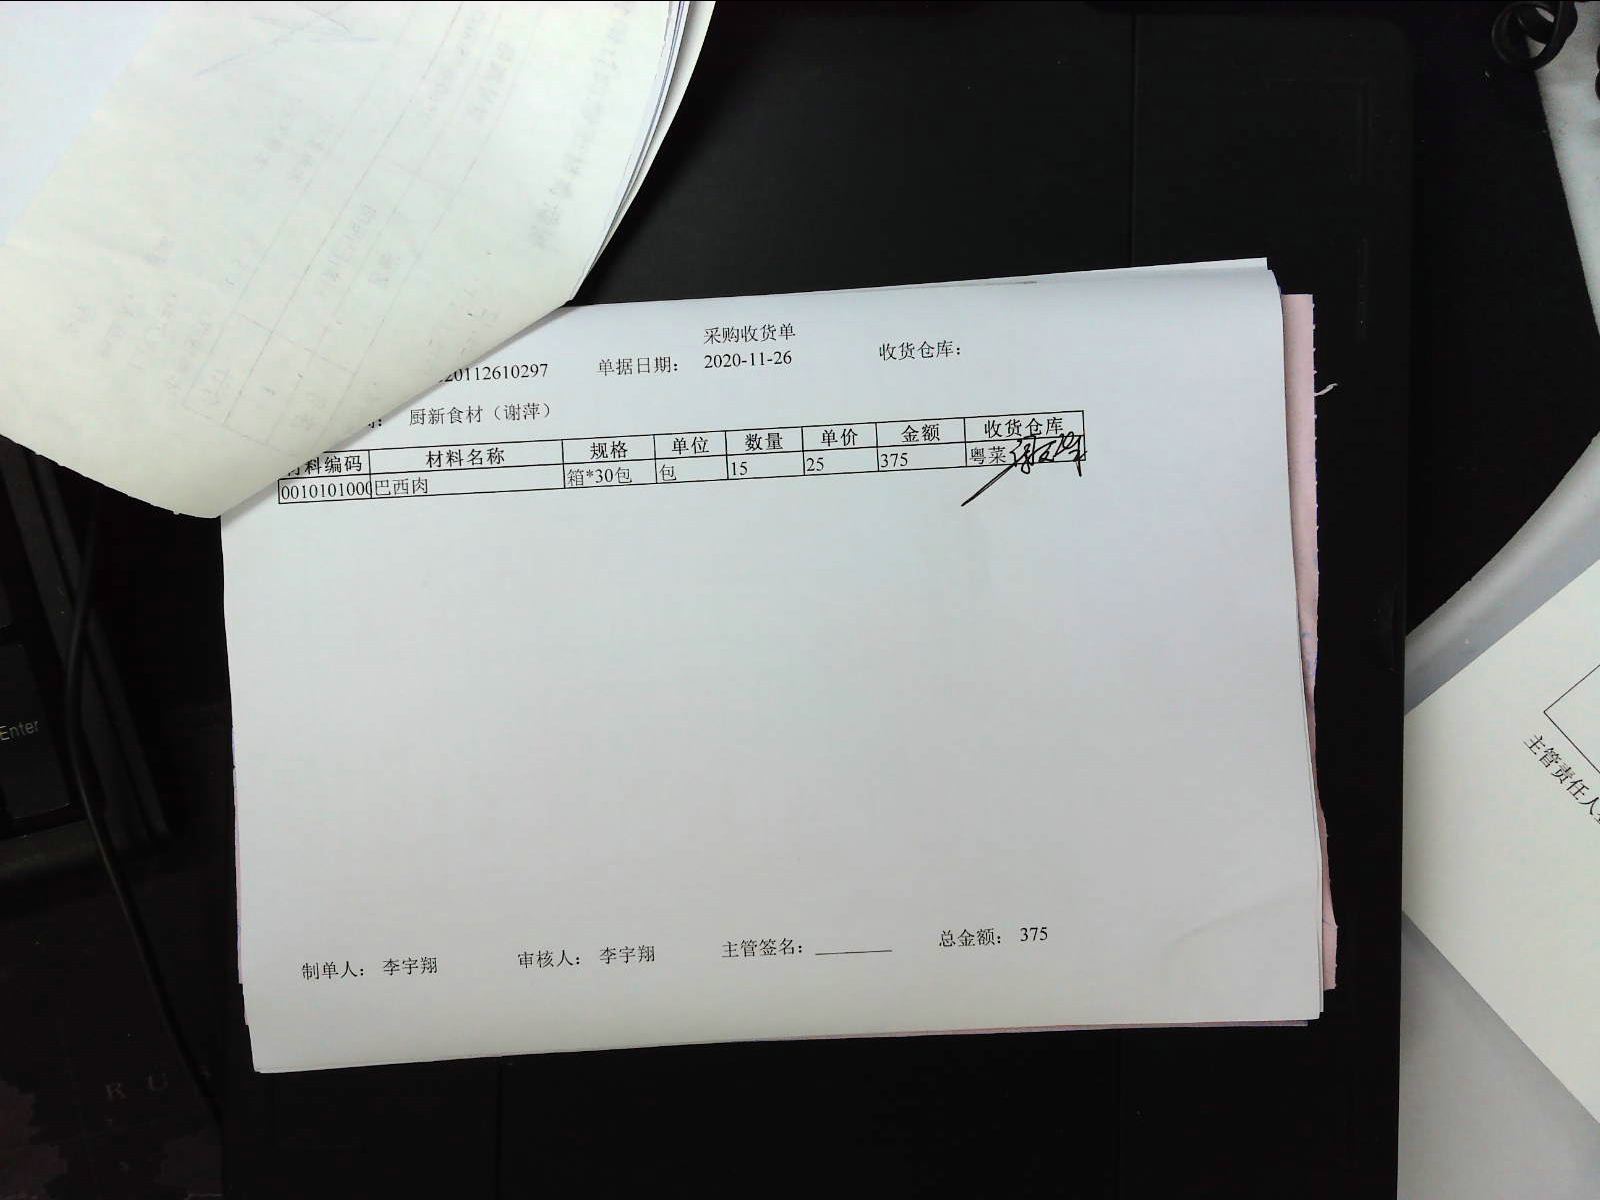 采购收货单
20112610297 单据日期： 2020-11-26 收货仓库：
厨新食材（谢萍）
材料编码 材料名称 规格 单位 数量 单价 金额 收货仓库
0010101000 巴西肉 箱*30包 包 15 25 375 粤菜
制单人： 李宇翔 审核人： 李宇翔 主管签名： 总金额： 375
主管责任人
Enter